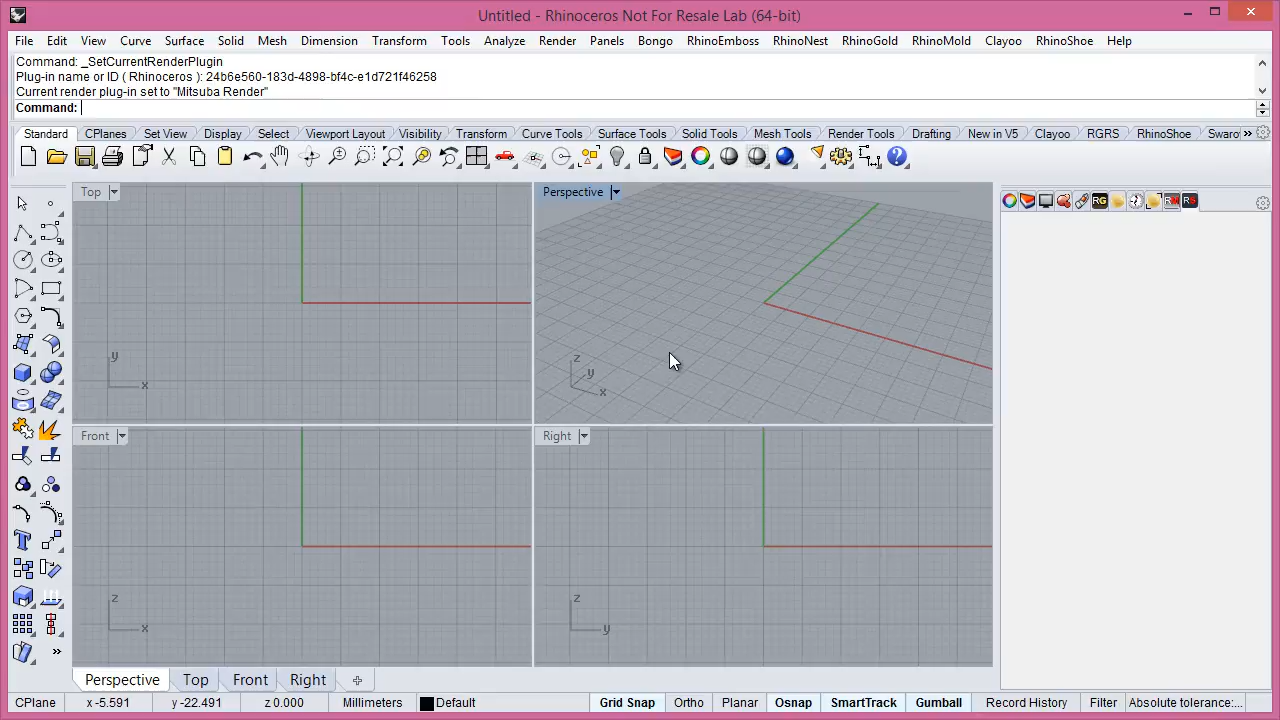 Untitled - Rhinoceros Not For Resale Lab (64-bit)
File Edit View Curve Surface Solid Mesh Dimension Transform Tools Analyze Render Panels Bongo RhinoEmboss RhinoNest RhinoGold RhinoMold Clayoo RhinoShoe Help
Command: _SetCurrentRenderPlugin
Plug-in name or ID ( Rhinoceros ): 24b6e560-183d-4898-bf4c-e1d721f46258
Current render plug-in set to "Mitsuba Render"
Command:
Standard CPlanes Set View Display Select Viewport Layout Visibility Transform Curve Tools Surface Tools Solid Tools Mesh Tools Render Tools Drafting New in V5 Clayoo RGRS RhinoShoe Swaro »
Top Perspective
RG RM RS
y x
z y x
Front Right
z x
z y
»
Perspective Top Front Right
CPlane x -5.591 y -22.491 z 0.000 Millimeters Default Grid Snap Ortho Planar Osnap SmartTrack Gumball Record History Filter Absolute tolerance:...